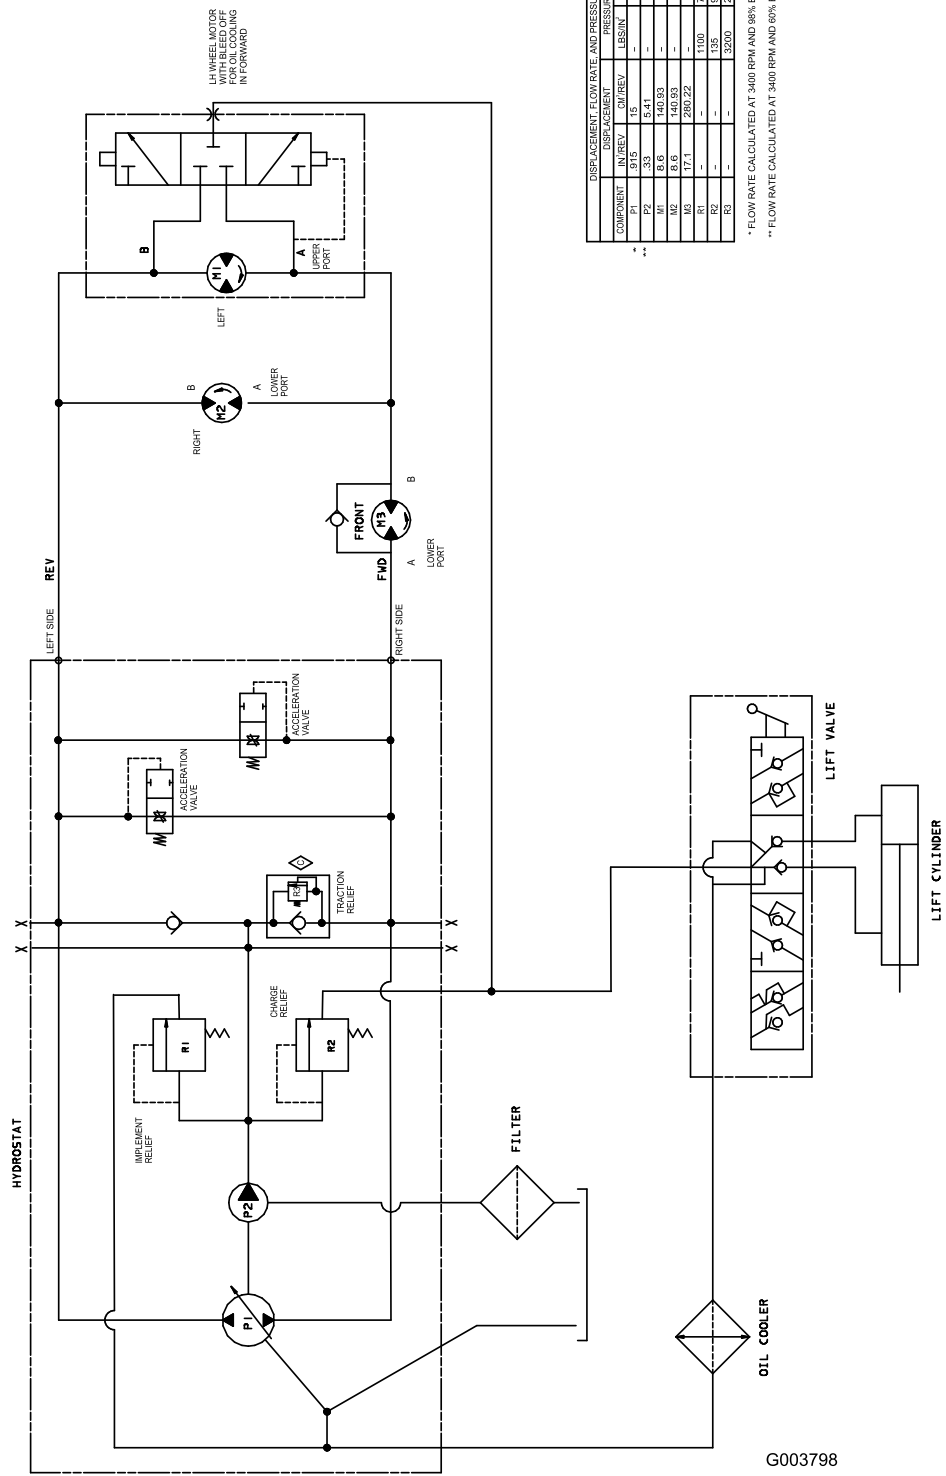 LH WHEEL MOTOR
WITH BLEED OFF
FOR OIL COOLING
IN FORWARD
B
A
UPPER
PORT
M1
LEFT
B
A
LOWER
PORT
M2
RIGHT
FRONT
M3
B
A
LOWER
PORT
REV
FWD
LEFT SIDE
RIGHT SIDE
ACCELERATION
VALVE
ACCELERATION
VALVE
C
R3
TRACTION
RELIEF
CHARGE
RELIEF
R1
R2
IMPLEMENT
RELIEF
HYDROSTAT
P2
P1
FILTER
OIL COOLER
LIFT VALVE
LIFT CYLINDER
DISPLACEMENT, FLOW RATE, AND
DISPLACEMENT
COMPONENT IN³/REV CM³/REV LBS/IN²
* P1 .915 15 –
** P2 .33 5.41 –
M1 8.6 140.93 –
M2 8.6 140.93 –
M3 17.1 280.22 –
R1 – – 1100
R2 – – 135
R3 – – 3200
* FLOW RATE CALCULATED AT 3400 RPM AND 98%
** FLOW RATE CALCULATED AT 3400 RPM AND 60%
G003798